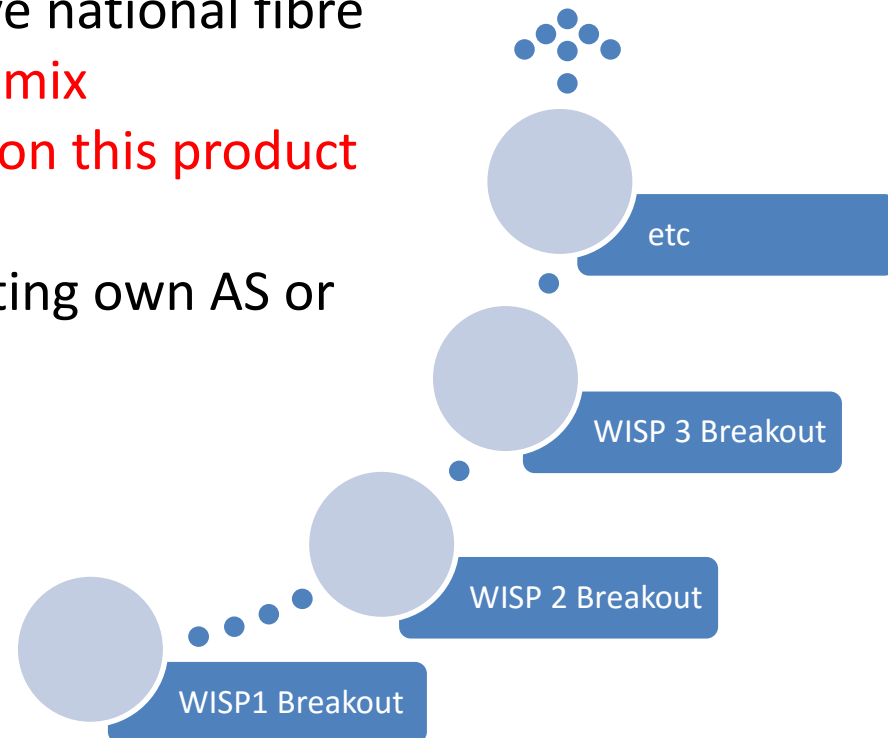 ve national fibre
mix
on this product
ting own AS or
etc
WISP 3 Breakout
WISP 2 Breakout
WISP1 Breakout